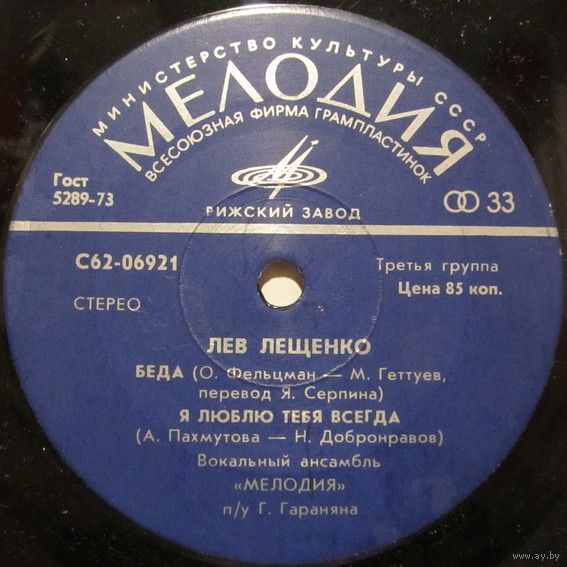 МИНИСТЕРСТВО КУЛЬТУРЫ СССР
МЕЛОДИЯ
ВСЕСОЮЗНАЯ ФИРМА ГРАМПЛАСТИНОК
Гост
5289-73
РИЖСКИЙ ЗАВОД
33
С62-06921
Третья группа
Цена 85 коп.
СТЕРЕО
ЛЕВ ЛЕЩЕНКО
БЕДА (О. Фельцман — М. Геттуев,
перевод Я. Серпина)
Я ЛЮБЛЮ ТЕБЯ ВСЕГДА
(А. Пахмутова — Н. Добронравов)
Вокальный ансамбль
«МЕЛОДИЯ»
п/у Г. Гараняна
www.ay.by